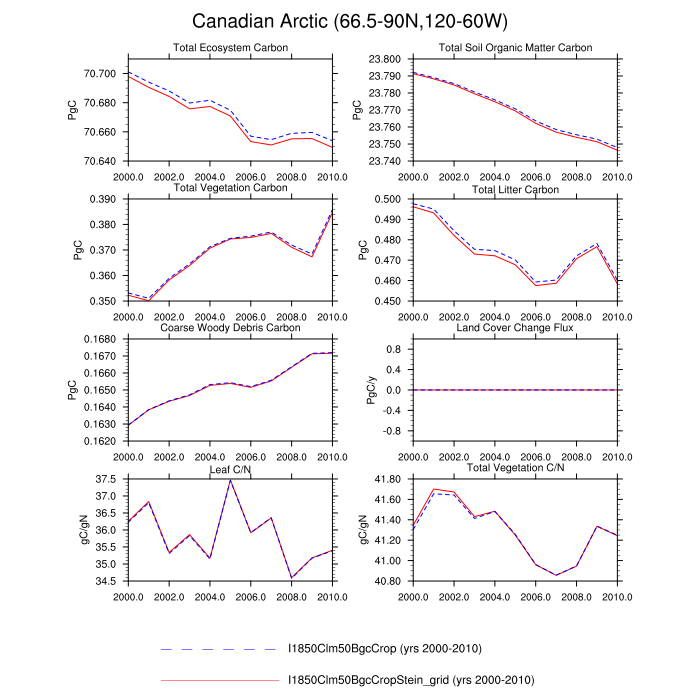 Canadian Arctic (66.5-90N,120-60W)
Total Ecosystem Carbon
PgC
70.700
70.680
70.660
70.640
2000.0 2002.0 2004.0 2006.0 2008.0 2010.0
Total Soil Organic Matter Carbon
PgC
23.800
23.790
23.780
23.770
23.760
23.750
23.740
2000.0 2002.0 2004.0 2006.0 2008.0 2010.0
Total Vegetation Carbon
PgC
0.390
0.380
0.370
0.360
0.350
2000.0 2002.0 2004.0 2006.0 2008.0 2010.0
Total Litter Carbon
PgC
0.500
0.490
0.480
0.470
0.460
0.450
2000.0 2002.0 2004.0 2006.0 2008.0 2010.0
Coarse Woody Debris Carbon
PgC
0.1680
0.1670
0.1660
0.1650
0.1640
0.1630
0.1620
2000.0 2002.0 2004.0 2006.0 2008.0 2010.0
Land Cover Change Flux
PgC/y
0.8
0.4
0.0
-0.4
-0.8
2000.0 2002.0 2004.0 2006.0 2008.0 2010.0
Leaf C/N
gC/gN
37.5
37.0
36.5
36.0
35.5
35.0
34.5
2000.0 2002.0 2004.0 2006.0 2008.0 2010.0
Total Vegetation C/N
gC/gN
41.80
41.60
41.40
41.20
41.00
40.80
2000.0 2002.0 2004.0 2006.0 2008.0 2010.0
I1850Clm50BgcCrop (yrs 2000-2010)
I1850Clm50BgcCropStein_grid (yrs 2000-2010)